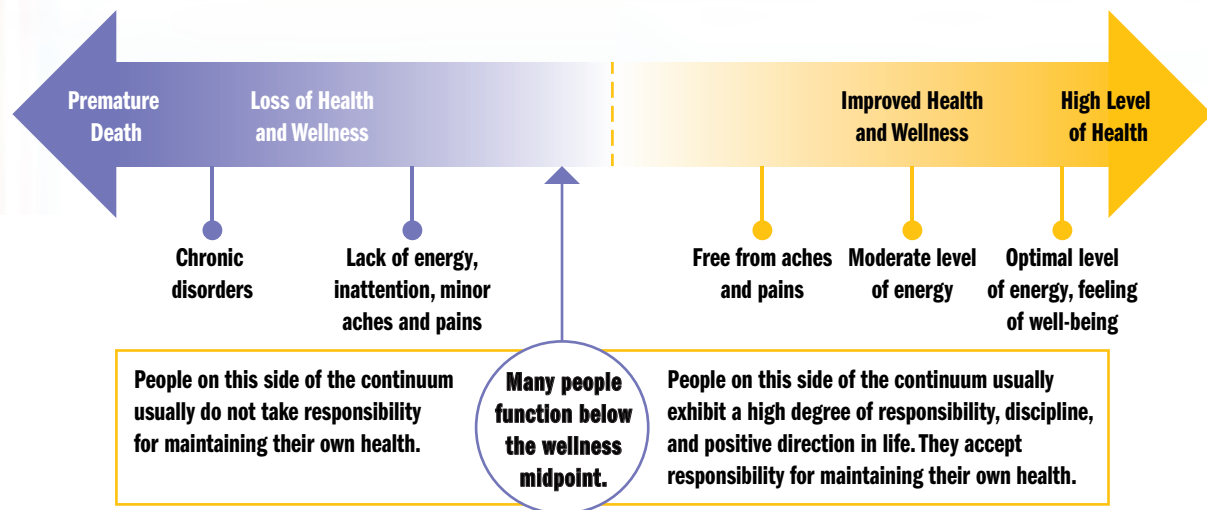 Premature
Death
Loss of Health
and Wellness
Improved Health
and Wellness
High Level
of Health
Chronic
disorders
Lack of energy,
inattention, minor
aches and pains
Free from aches
and pains
Moderate level
of energy
Optimal level
of energy, feeling
of well-being
People on this side of the continuum
usually do not take responsibility
for maintaining their own health.
Many people
function below
the wellness
midpoint.
People on this side of the continuum usually
exhibit a high degree of responsibility, discipline,
and positive direction in life. They accept
responsibility for maintaining their own health.